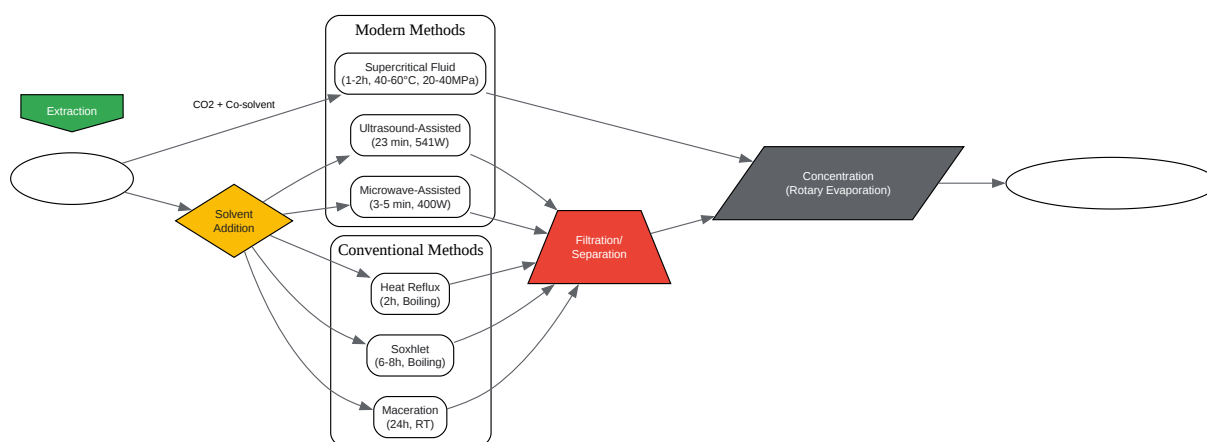 Modern Methods
Supercritical Fluid
(1-2h, 40-60°C, 20-40MPa)
Extraction
CO2 + Co-solvent
Ultrasound-Assisted
(23 min, 541W)
Microwave-Assisted
(3-5 min, 400W)
Concentration
(Rotary Evaporation)
Solvent
Addition
Filtration/
Separation
Conventional Methods
Heat Reflux
(2h, Boiling)
Soxhlet
(6-8h, Boiling)
Maceration
(24h, RT)